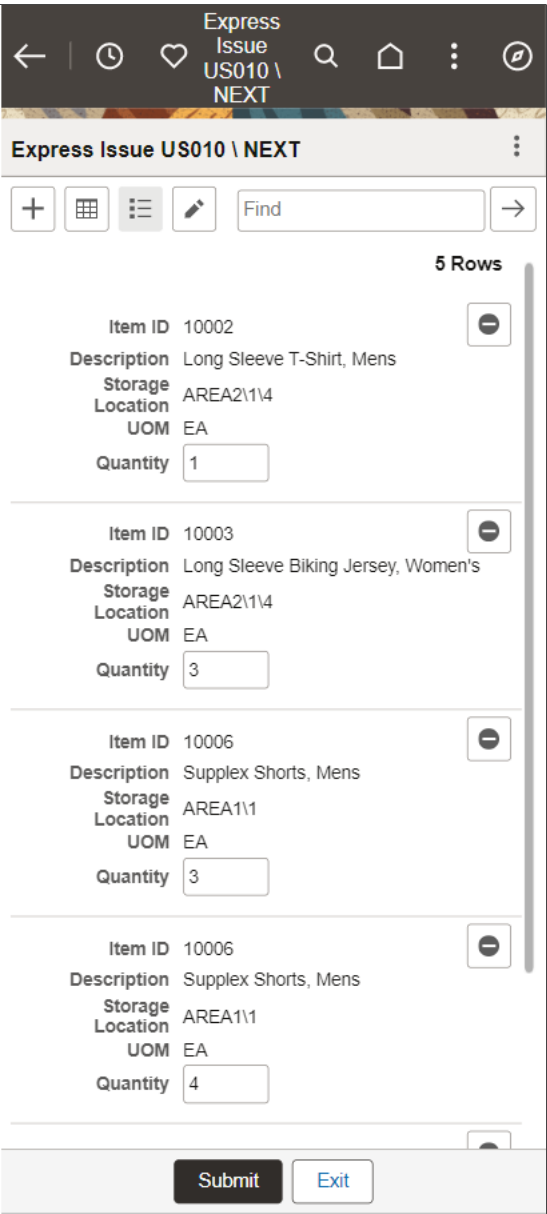 Express
Issue
US010 \
NEXT
Express Issue US010 \ NEXT
Find
5 Rows
Item ID 10002
Description Long Sleeve T-Shirt, Mens
Storage
Location AREA2\1\4
UOM EA
Quantity 1
Item ID 10003
Description Long Sleeve Biking Jersey, Women's
Storage
Location AREA2\1\4
UOM EA
Quantity 3
Item ID 10006
Description Supplex Shorts, Mens
Storage
Location AREA1\1
UOM EA
Quantity 3
Item ID 10006
Description Supplex Shorts, Mens
Storage
Location AREA1\1
UOM EA
Quantity 4
Submit Exit